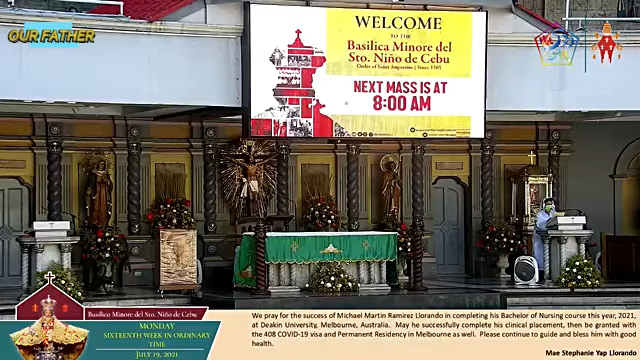 OUR FATHER
Mae Stephanie Yap L
WELCOME
TO THE
Basilica Minore del
Sto. Niño de Cebu
Order of Saint Augustine | Since 1565
NEXT MASS IS AT
8:00 AM
Basilica Minore del Sto. Niño de Cebu
MONDAY
SIXTEENTH WEEK IN ORDINARY
TIME
JULY 19, 2021
We pray for the success of Michael Martin Ramirez Llorando in completing his Bachelor of Nursing course this year, 2021,
at Deakin University, Melbourne, Australia. May he successfully complete his clinical placement, then be granted with
the 408 COVID-19 visa and Permanent Residency in Melbourne as well. Please continue to guide and bless him with good
health.
Mae Stephanie Yap Llorando